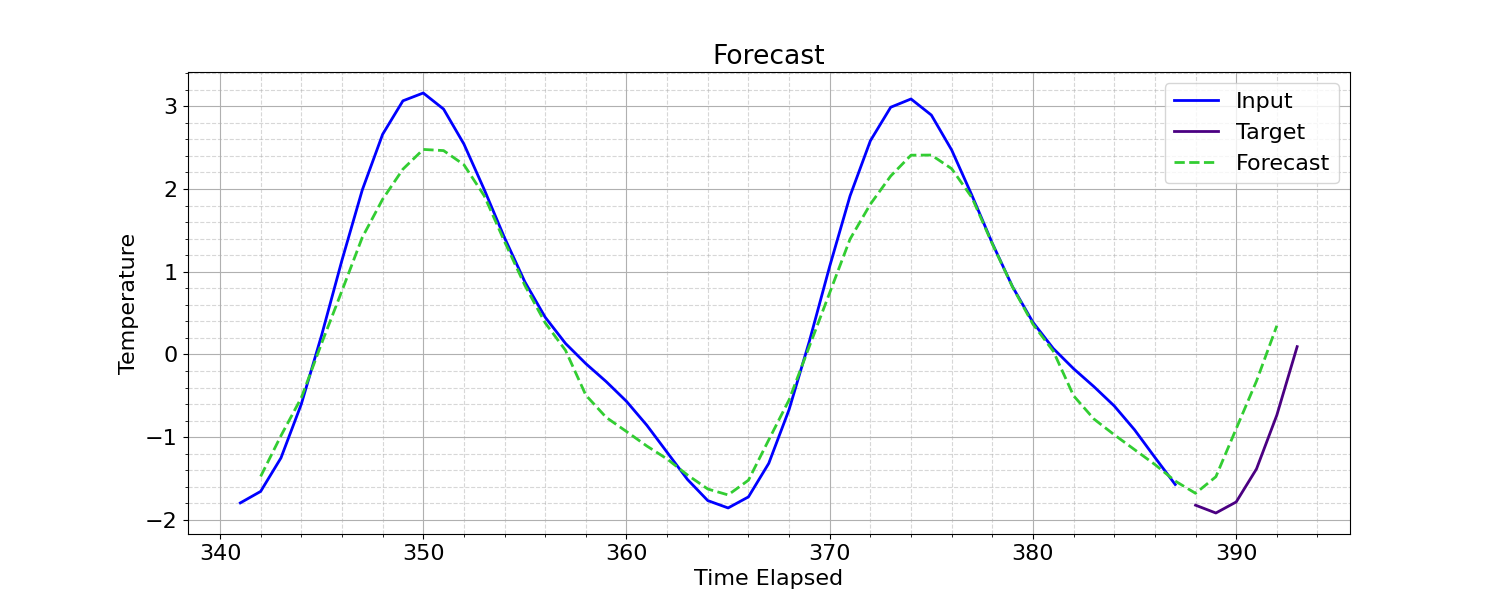 Forecast
Temperature
3
2
1
0
−1
−2
340 350 360 370 380 390
Time Elapsed
Input
Target
Forecast